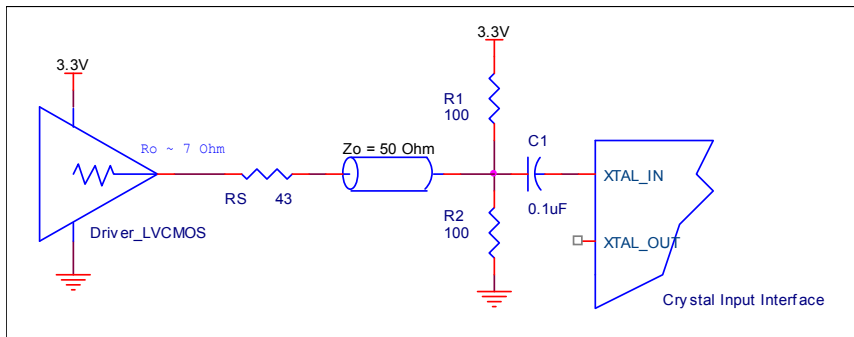 3.3V
3.3V
R1
100
Ro ~ 7 Ohm
Zo = 50 Ohm
C1
XTAL_IN
RS 43
0.1uF
R2
100
Driver_LVCMOS
XTAL_OUT
Crystal Input Interface